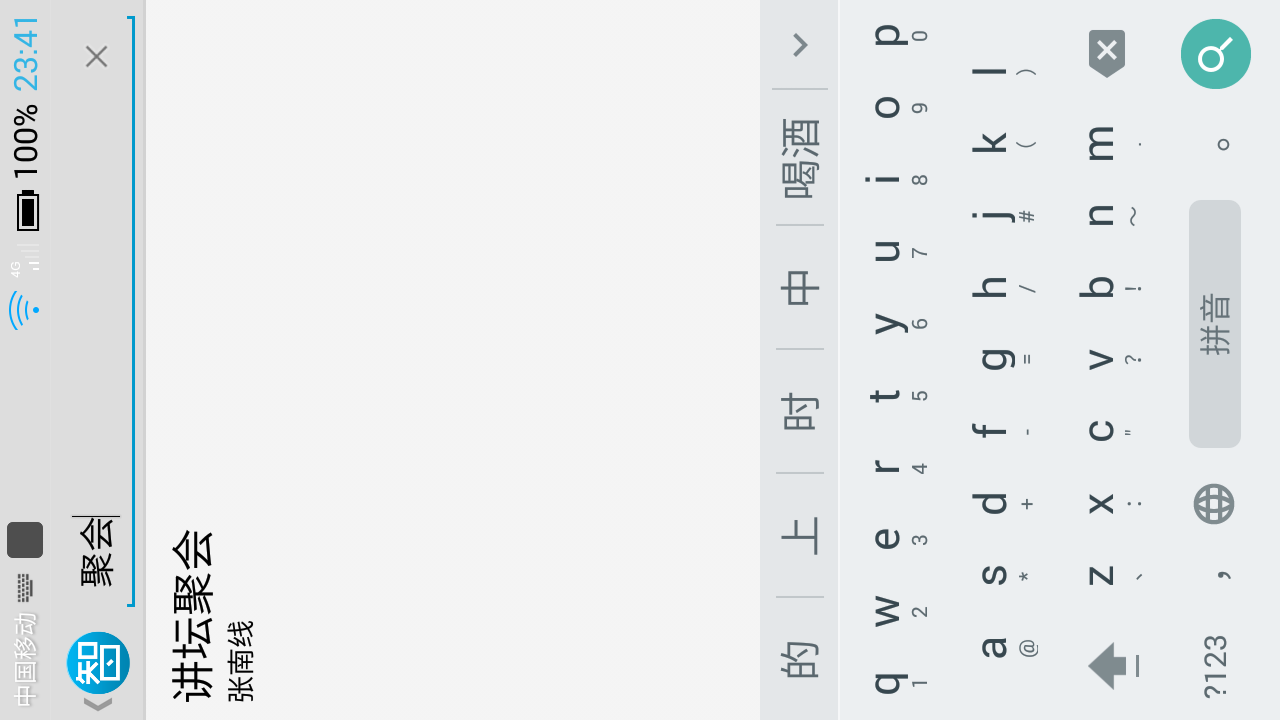 中国移动 4G 100% 23:41
智 聚会
讲坛聚会
张南线
的 上 时 中 喝酒
q w e r t y u i o p
1 2 3 4 5 6 7 8 9 0
a s d f g h j k l
@ * + - = / # ( )
z x c v b n m
、 : " ? ! ~ .
?123 , 拼音 。